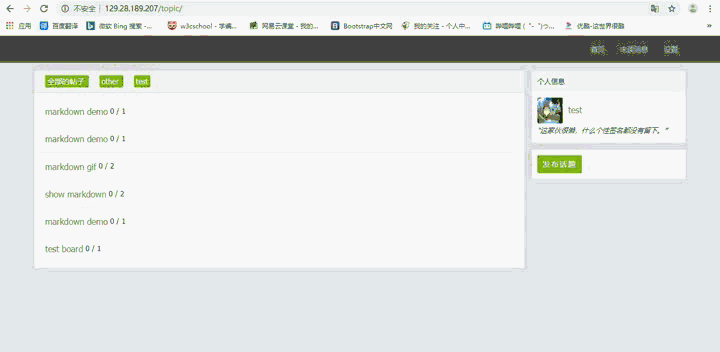 不安全 | 129.28.189.207/topic/
应用 百度翻译 微软 Bing 搜索 -... w3cschool - 学编... 网易云课堂 - 我的... Bootstrap中文网 我的关注 - 个人中... 哔哩哔哩 ( ゜- ゜)つ... 优酷-这世界很酷
首页 未读消息 设置
全部的帖子 other test
markdown demo 0 / 1
markdown demo 0 / 1
markdown gif 0 / 2
show markdown 0 / 2
markdown demo 0 / 1
test board 0 / 1
个人信息
test
“这家伙很懒，什么个性签名都没有留下。”
发布话题